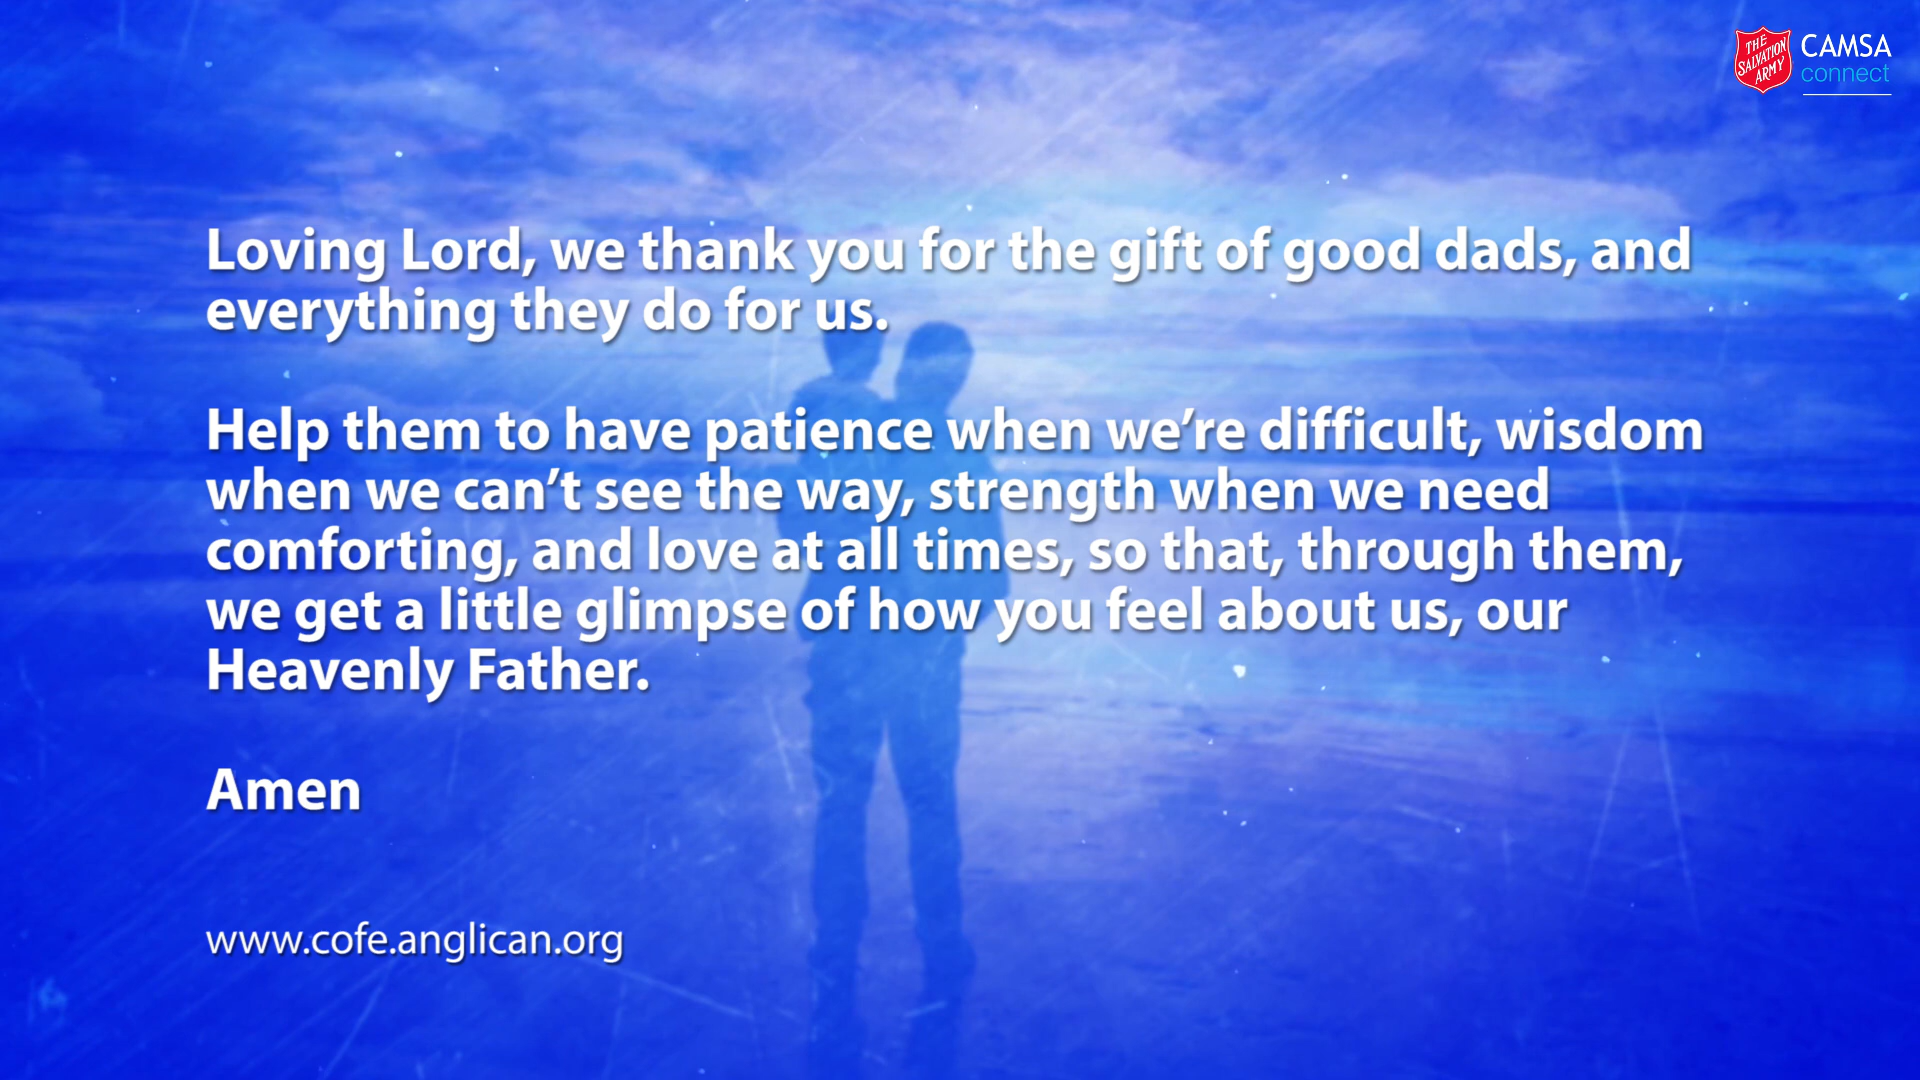 THE
SALVATION
ARMY
CAMSA
connect
Loving Lord, we thank you for the gift of good dads, and
everything they do for us.
Help them to have patience when we’re difficult, wisdom
when we can’t see the way, strength when we need
comforting, and love at all times, so that, through them,
we get a little glimpse of how you feel about us, our
Heavenly Father.
Amen
www.cofe.anglican.org